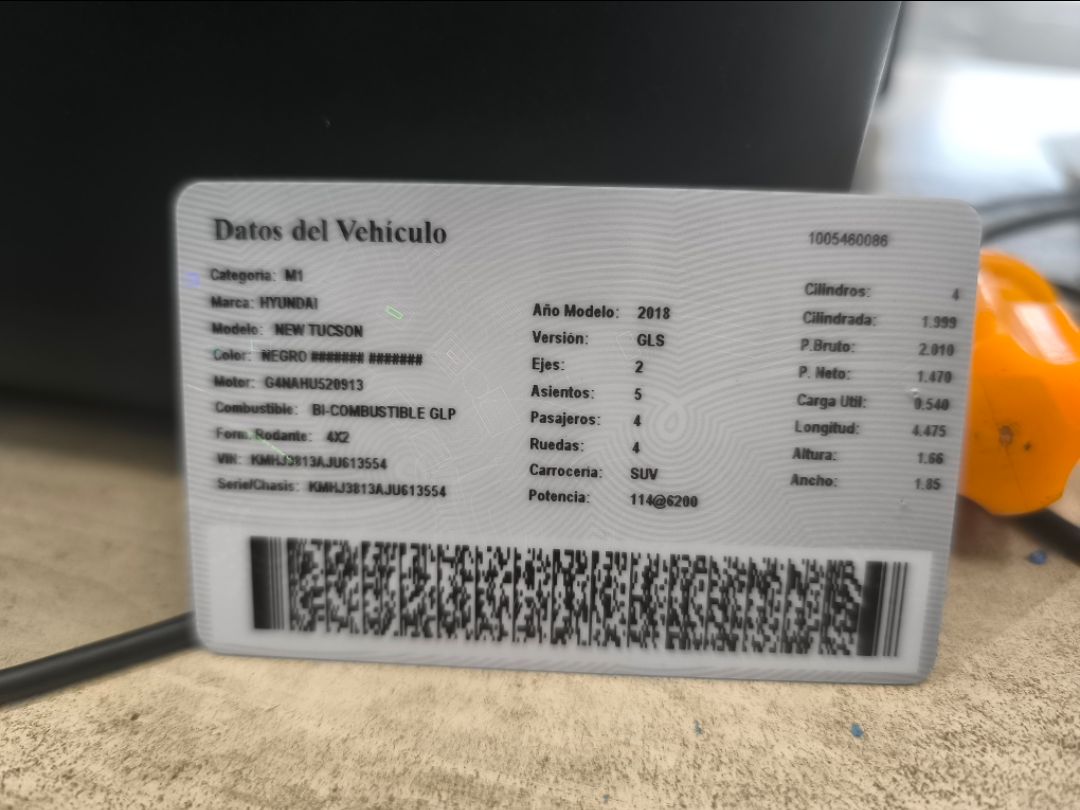 Datos del Vehículo
1005460086
Categoria: M1
Marca: HYUNDAI
Modelo: NEW TUCSON
Color: NEGRO ####### #######
Motor: G4NAHU520913
Combustible: BI-COMBUSTIBLE GLP
Form.Rodante: 4X2
VIN: KMHJ3813AJU613554
Serie/Chasis: KMHJ3813AJU613554
Año Modelo: 2018
Versión: GLS
Ejes: 2
Asientos: 5
Pasajeros: 4
Ruedas: 4
Carrocería: SUV
Potencia: 114@6200
Cilindros: 4
Cilindrada: 1.999
P.Bruto: 2.010
P. Neto: 1.470
Carga Util: 0.540
Longitud: 4.475
Altura: 1.66
Ancho: 1.85